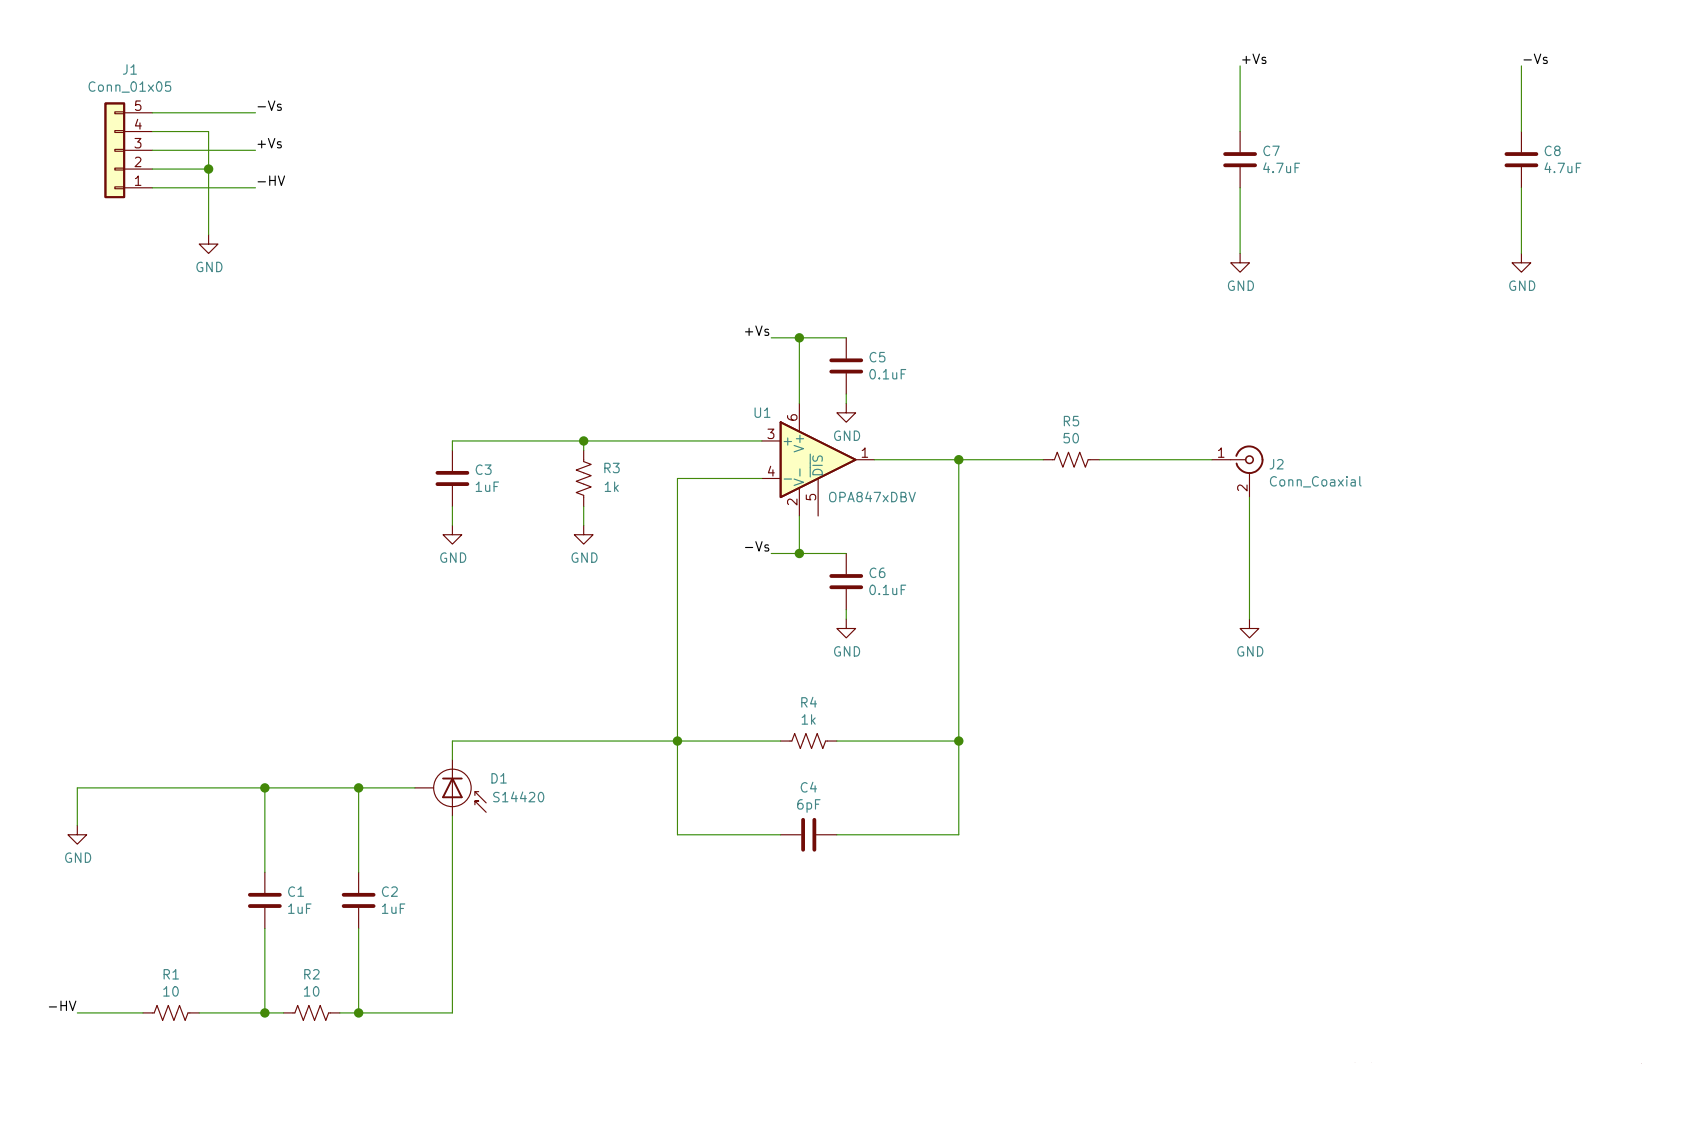 J1
Conn_01x05
5
4
3
2
1
-Vs
+Vs
-HV
GND
+Vs
C7
4.7uF
GND
-Vs
C8
4.7uF
GND
+Vs
C5
0.1uF
GND
U1
6
3
+
V+
4
-
V-
DIS
1
2
5
OPA847xDBV
C3
1uF
GND
R3
1k
GND
-Vs
C6
0.1uF
GND
R5
50
1
2
J2
Conn_Coaxial
GND
R4
1k
C4
6pF
D1
S14420
GND
C1
1uF
C2
1uF
R1
10
R2
10
-HV